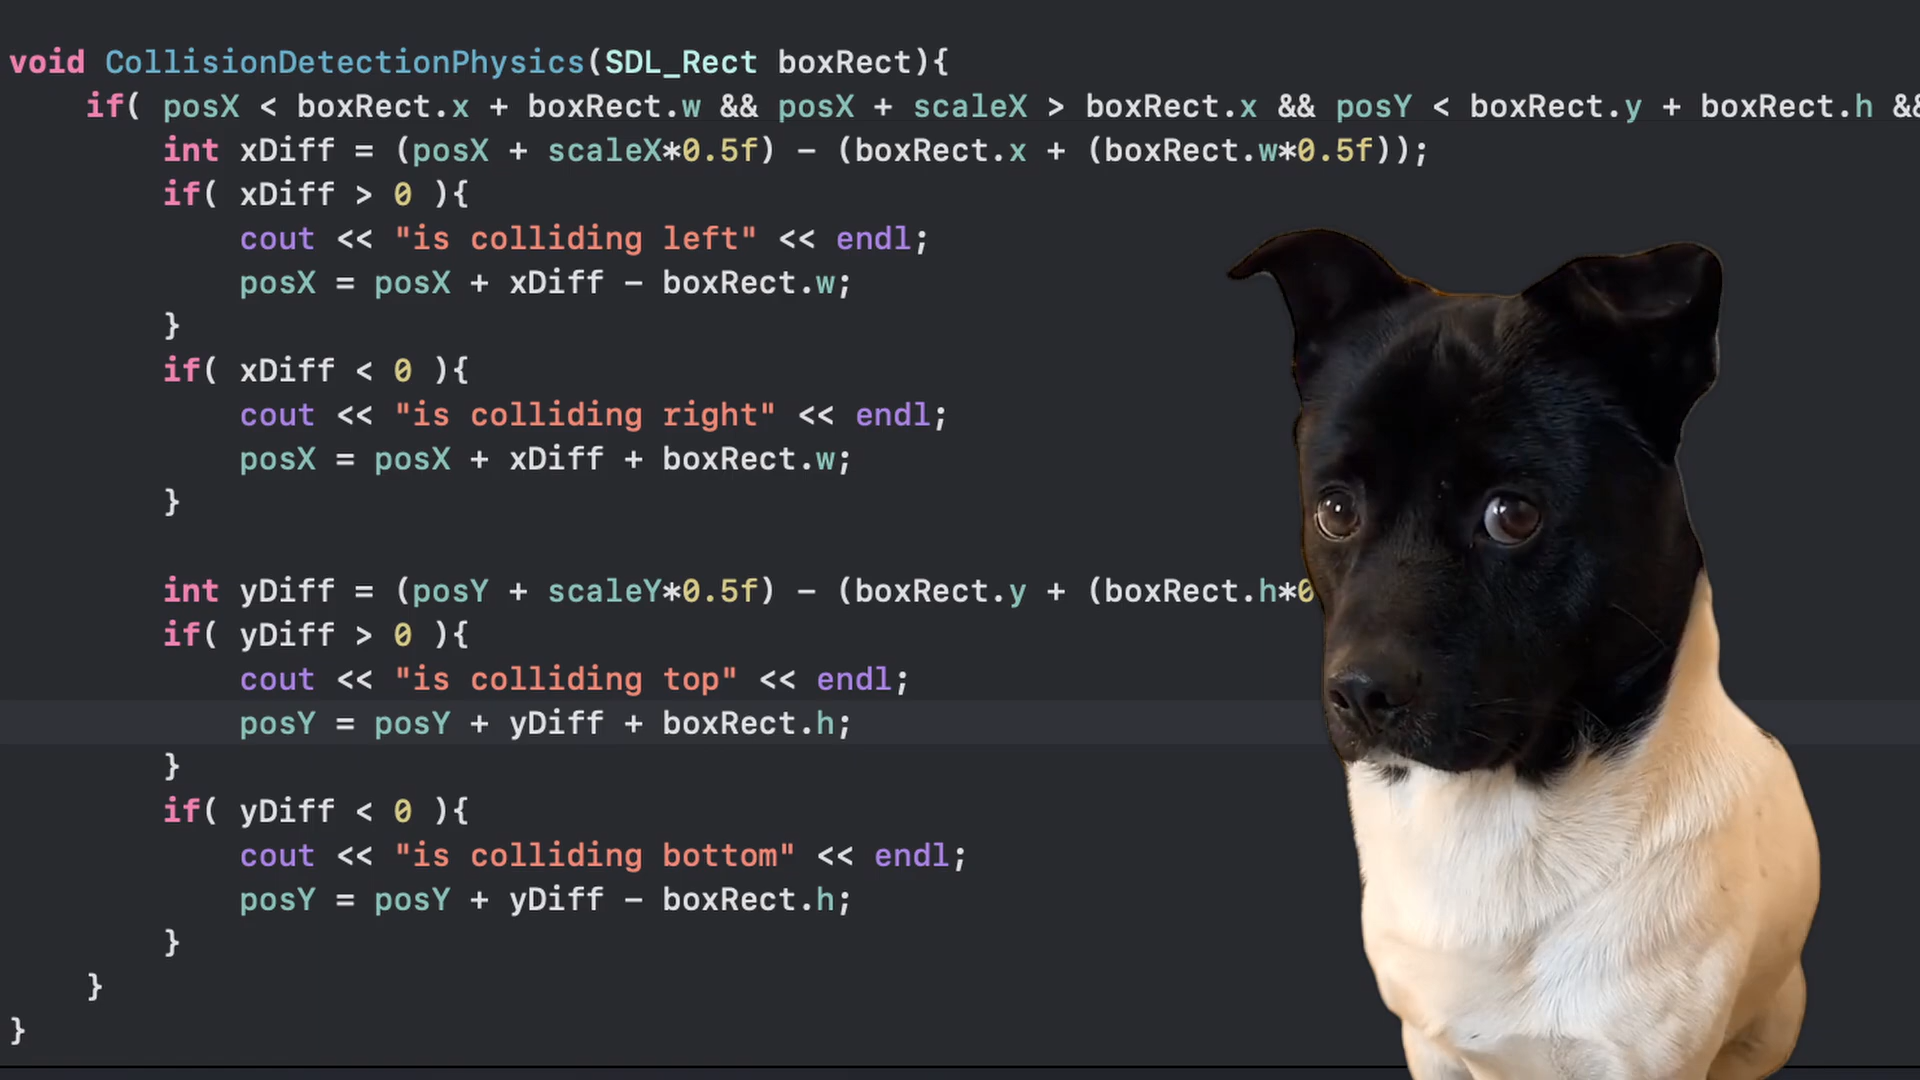 void CollisionDetectionPhysics(SDL_Rect boxRect){
if( posX < boxRect.x + boxRect.w && posX + scaleX > boxRect.x && posY < boxRect.y + boxRect.h &&
int xDiff = (posX + scaleX*0.5f) - (boxRect.x + (boxRect.w*0.5f));
if( xDiff > 0 ){
cout << "is colliding left" << endl;
posX = posX + xDiff - boxRect.w;
}
if( xDiff < 0 ){
cout << "is colliding right" << endl;
posX = posX + xDiff + boxRect.w;
}
int yDiff = (posY + scaleY*0.5f) - (boxRect.y + (boxRect.h*0
if( yDiff > 0 ){
cout << "is colliding top" << endl;
posY = posY + yDiff + boxRect.h;
}
if( yDiff < 0 ){
cout << "is colliding bottom" << endl;
posY = posY + yDiff - boxRect.h;
}
}
}